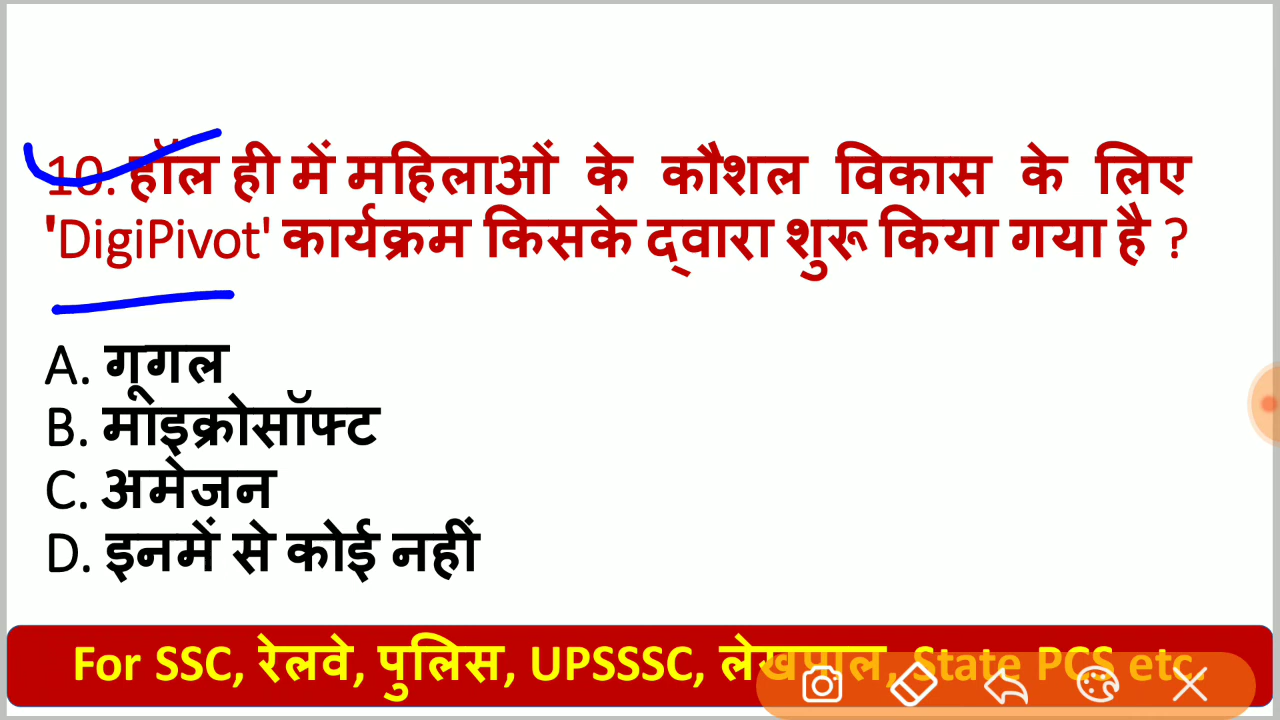 10. हॉल ही में महिलाओं के कौशल विकास के लिए
'DigiPivot' कार्यक्रम किसके द्वारा शुरू किया गया है ?
A. गूगल
B. माइक्रोसॉफ्ट
C. अमेजन
D. इनमें से कोई नहीं
For SSC, रेलवे, पुलिस, UPSSSC, लेखपाल, State PCS etc.